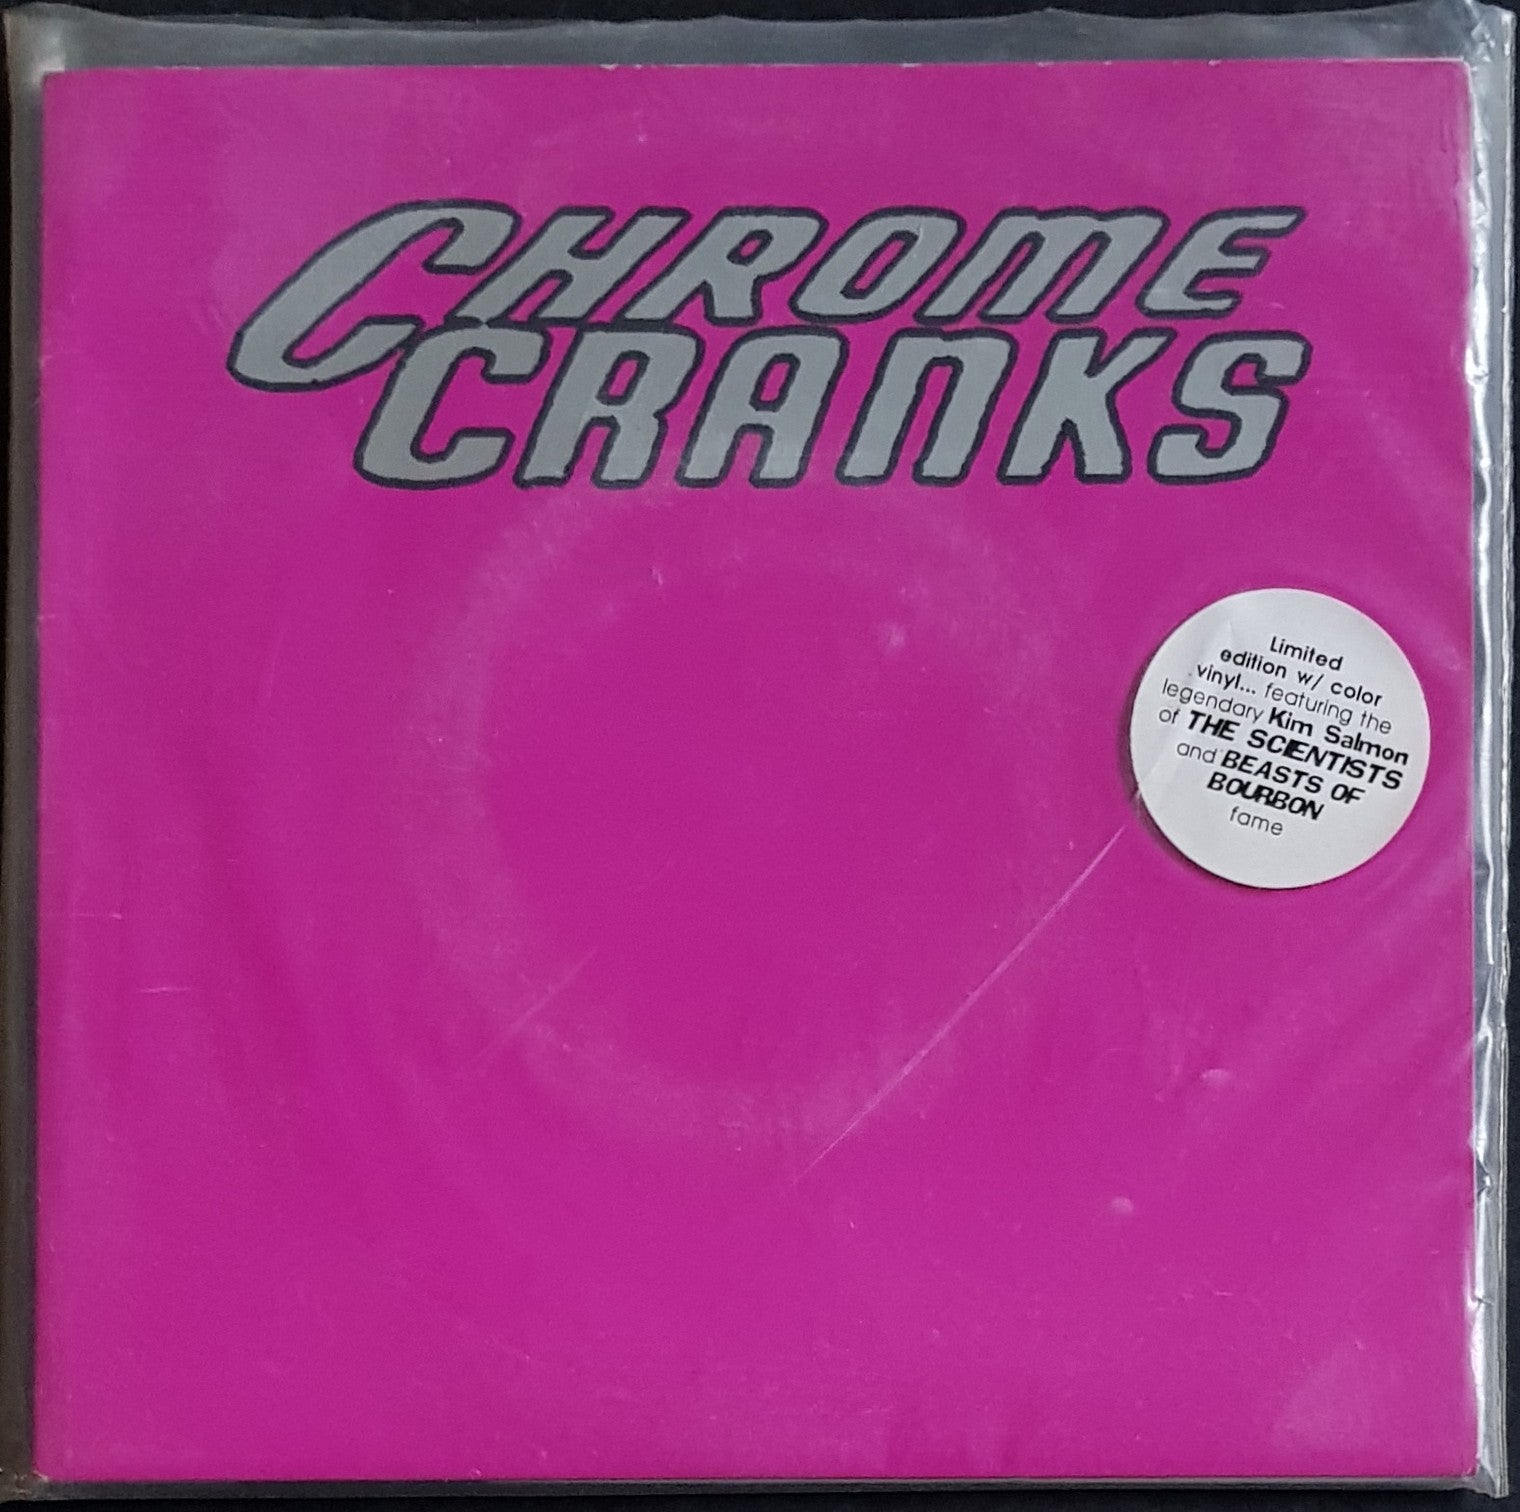 CHROME
CRANKS
Limited
edition w/ color
vinyl... featuring the
legendary Kim Salmon
of THE SCIENTISTS
and BEASTS OF
BOURBON
fame